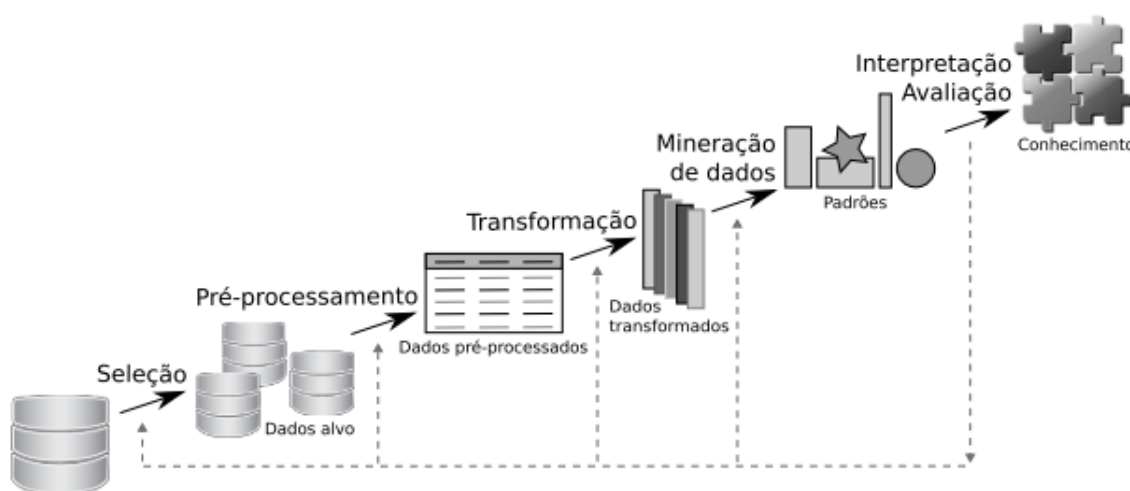 Seleção
Dados alvo
Pré-processamento
Dados pré-processados
Transformação
Dados
transformados
Mineração
de dados
Padrões
Interpretação
Avaliação
Conhecimento